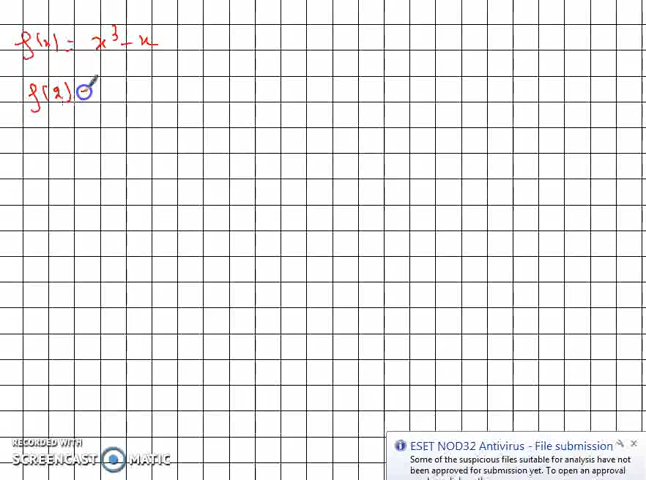 f(x) = x³ - x
f(2) =
RECORDED WITH
SCREENCAST MATIC
ESET NOD32 Antivirus - File submission
Some of the suspicious files suitable for analysis have not
been approved for submission yet. To open an approval